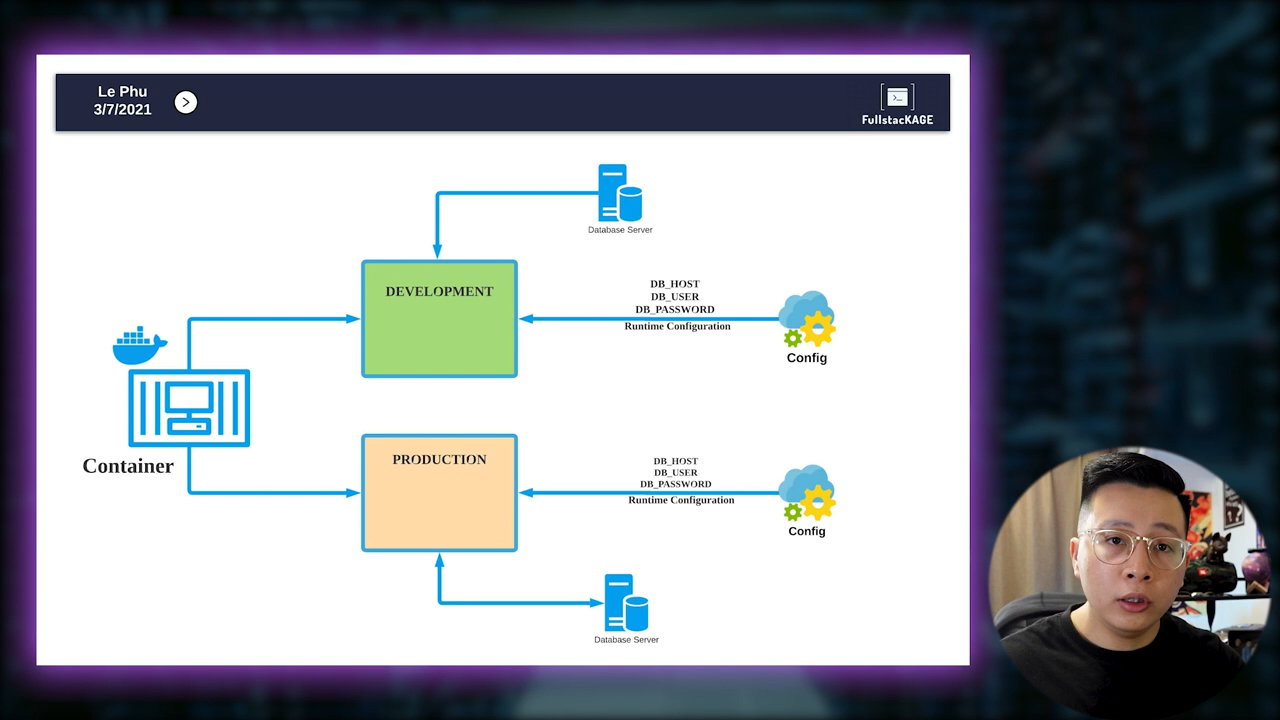 Le Phu
3/7/2021
FullstacKAGE
Database Server
DEVELOPMENT
DB_HOST
DB_USER
DB_PASSWORD
Runtime Configuration
Config
Container
PRODUCTION
DB_HOST
DB_USER
DB_PASSWORD
Runtime Configuration
Config
Database Server